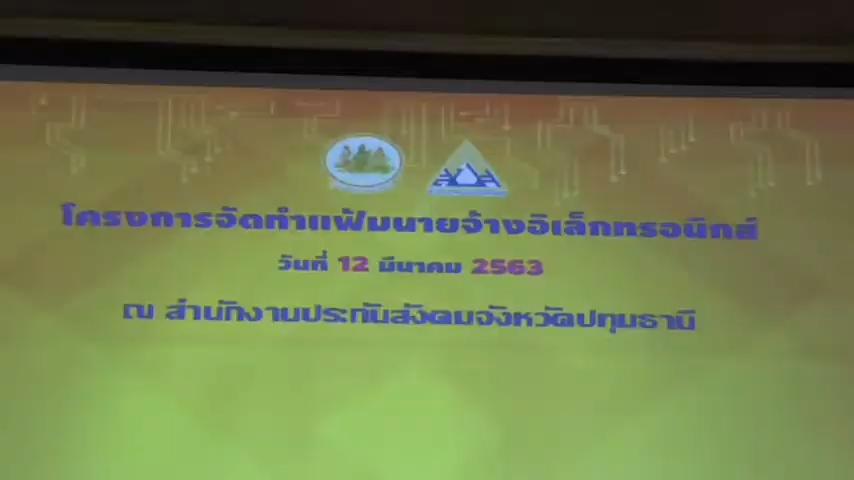 โครงการจัดทำแฟ้มนายจ้างอิเล็กทรอนิกส์
วันที่ 12 มีนาคม 2563
ณ สำนักงานประกันสังคมจังหวัดปทุมธานี